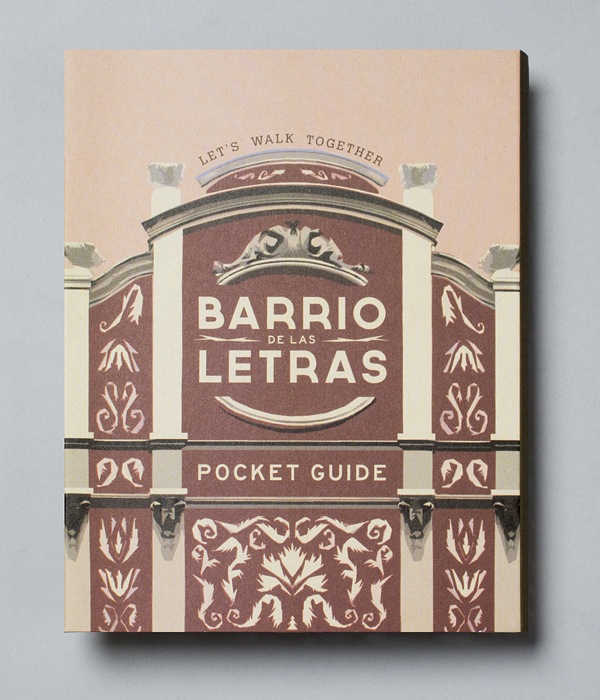 LET'S WALK TOGETHER
BARRIO
DE LAS
LETRAS
POCKET GUIDE